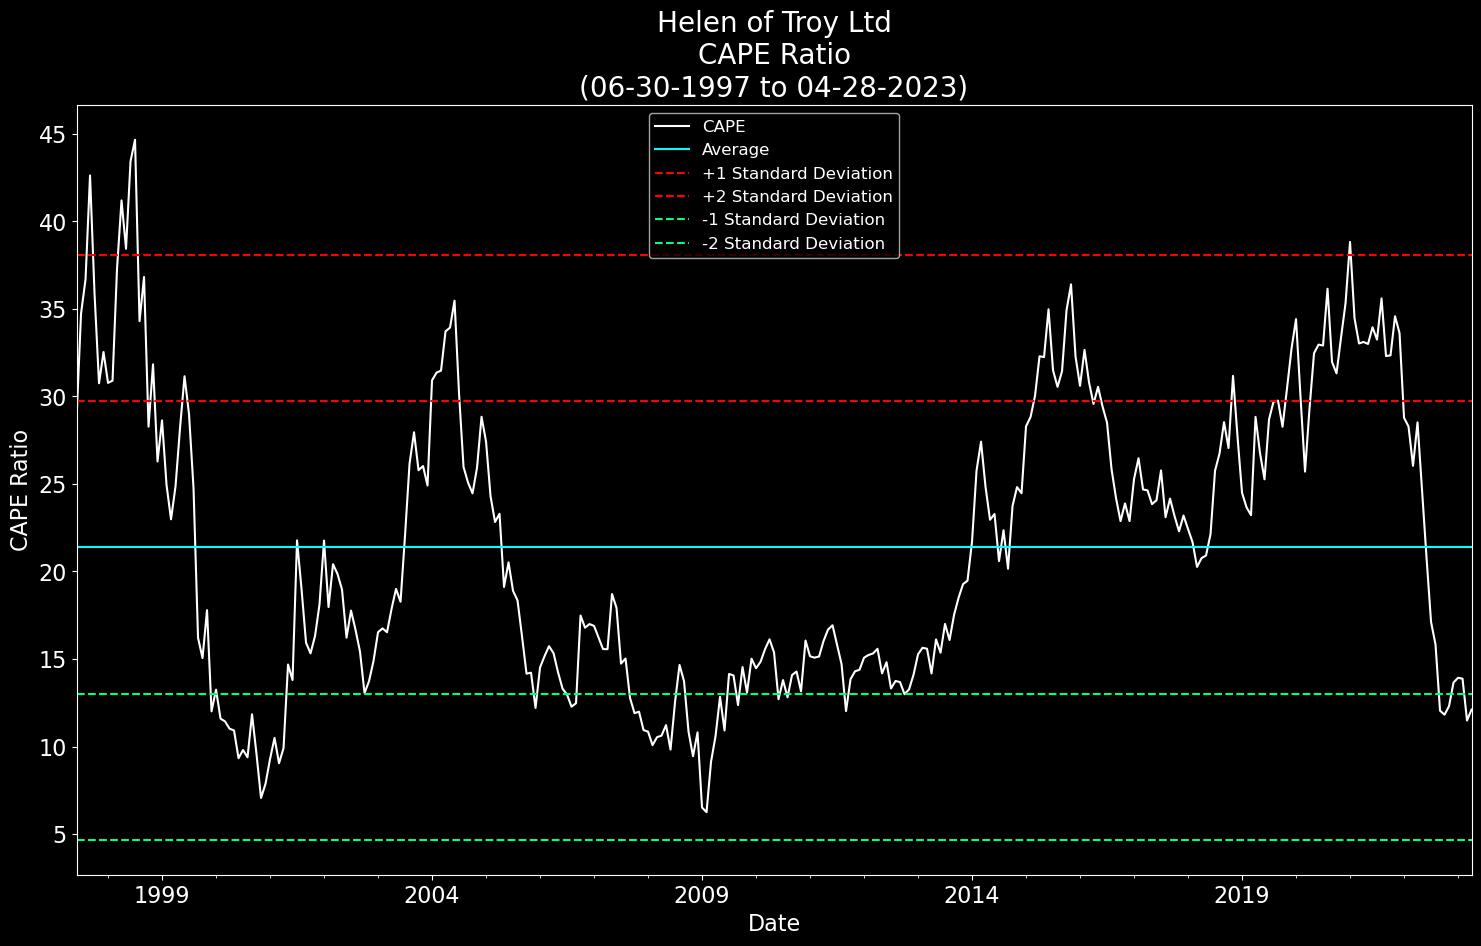 Helen of Troy Ltd
CAPE Ratio
(06-30-1997 to 04-28-2023)
CAPE
Average
+1 Standard Deviation
+2 Standard Deviation
-1 Standard Deviation
-2 Standard Deviation
45
40
35
30
25
20
15
10
5
CAPE Ratio
1999
2004
2009
2014
2019
Date